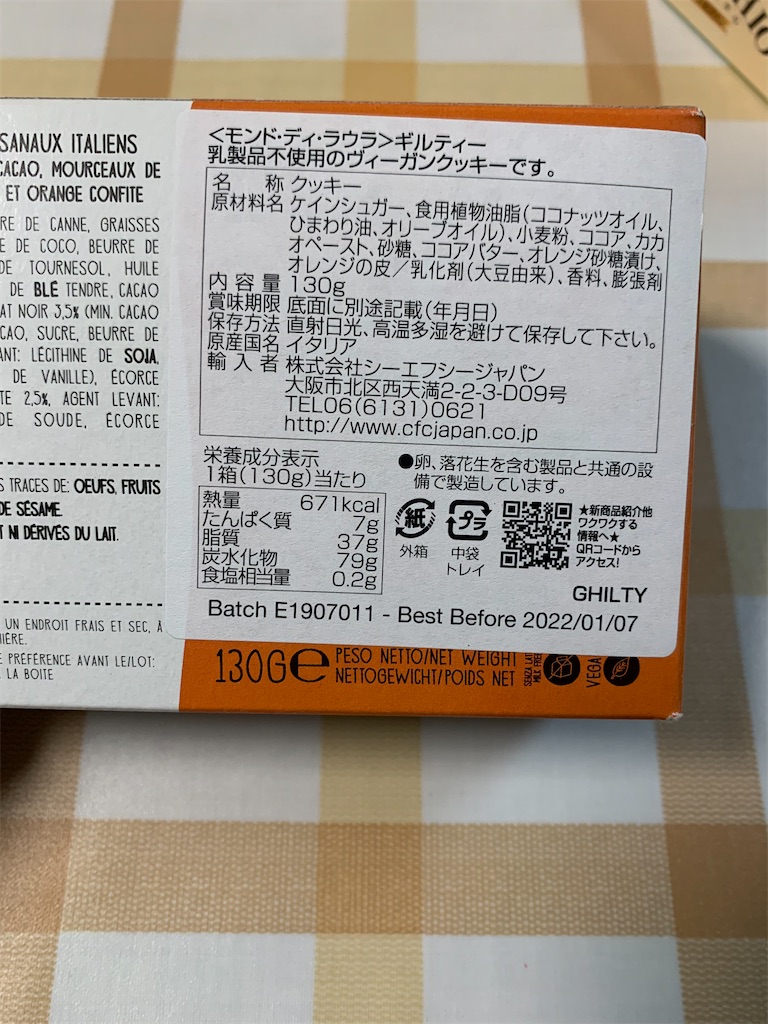 SANAUX ITALIENS
CACAO, MOURCEAUX DE
ET ORANGE CONFITE
RE DE CANNE, GRAISSES
E DE COCO, BEURRE DE
DE TOURNESOL, HUILE
DE BLÉ TENDRE, CACAO
AT NOIR 3,5% (MIN. CACAO
CAO, SUCRE, BEURRE DE
ANT: LÉCITHINE DE SOJA,
DE VANILLE), ÉCORCE
TE 2,5%, AGENT LEVANT:
DE SOUDE, ÉCORCE
S TRACES DE: OEUFS, FRUITS
DE SÉSAME.
T NI DÉRIVÉS DU LAIT.
UN ENDROIT FRAIS ET SEC, À
MIÈRE.
E PRÉFÉRENCE AVANT LE/LOT:
LA BOITE
<モンド・ディ・ラウラ>ギルティー
乳製品不使用のヴィーガンクッキーです。
名 称 クッキー
原材料名 ケインシュガー、食用植物油脂(ココナッツオイル、
ひまわり油、オリーブオイル)、小麦粉、ココア、カカ
オペースト、砂糖、ココアバター、オレンジ砂糖漬け、
オレンジの皮/乳化剤(大豆由来)、香料、膨張剤
内 容 量 130g
賞味期限 底面に別途記載(年月日)
保存方法 直射日光、高温多湿を避けて保存して下さい。
原産国名 イタリア
輸 入 者 株式会社シーエフシージャパン
大阪市北区西天満2-2-3-D09号
TEL06(6131)0621
http://www.cfcjapan.co.jp
栄養成分表示
1箱(130g)当たり
熱量 671kcal
たんぱく質 7g
脂質 37g
炭水化物 79g
食塩相当量 0.2g
●卵、落花生を含む製品と共通の設
備で製造しています。
紙
外箱
プラ
中袋
トレイ
★新商品紹介他
ワクワクする
情報へ★
QRコードから
アクセス!
GHILTY
Batch E1907011 - Best Before 2022/01/07
130G e PESO NETTO/NET WEIGHT
NETTOGEWICHT/POIDS NET
SENZA LATTE
MILK FREE
VEGA